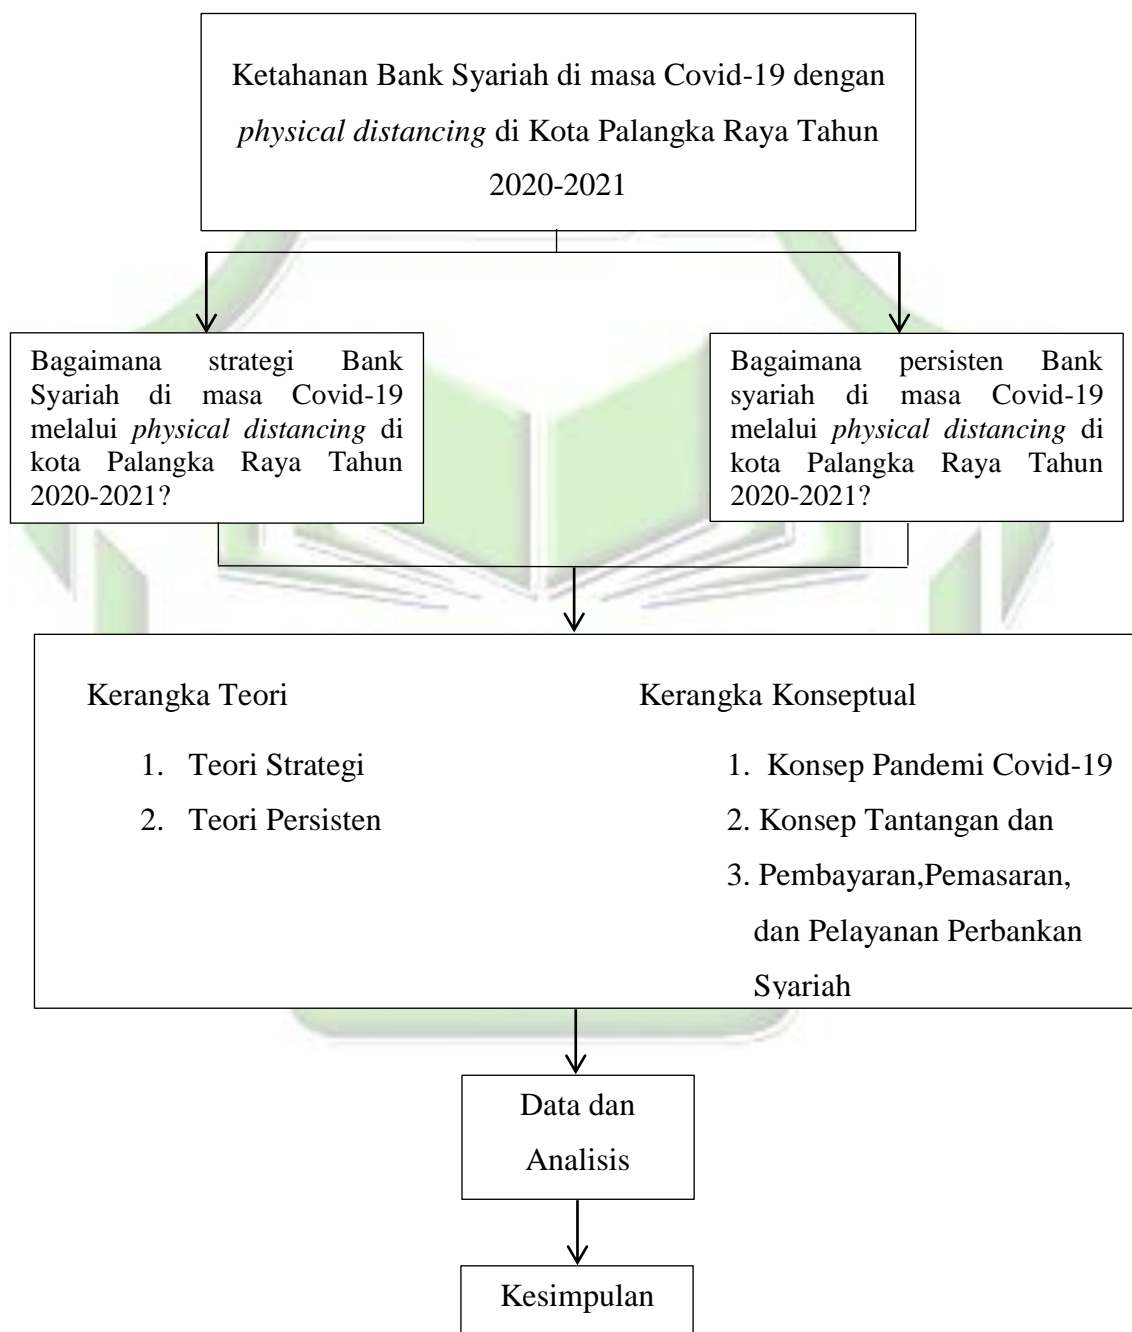 Ketahanan Bank Syariah di masa Covid-19 dengan
physical distancing di Kota Palangka Raya Tahun
2020-2021
Bagaimana strategi Bank
Syariah di masa Covid-19
melalui physical distancing di
kota Palangka Raya Tahun
2020-2021?
Bagaimana persisten Bank
syariah di masa Covid-19
melalui physical distancing di
kota Palangka Raya Tahun
2020-2021?
Kerangka Teori
1. Teori Strategi
2. Teori Persisten
Kerangka Konseptual
1. Konsep Pandemi Covid-19
2. Konsep Tantangan dan
3. Pembayaran,Pemasaran,
dan Pelayanan Perbankan
Syariah
Data dan
Analisis
Kesimpulan